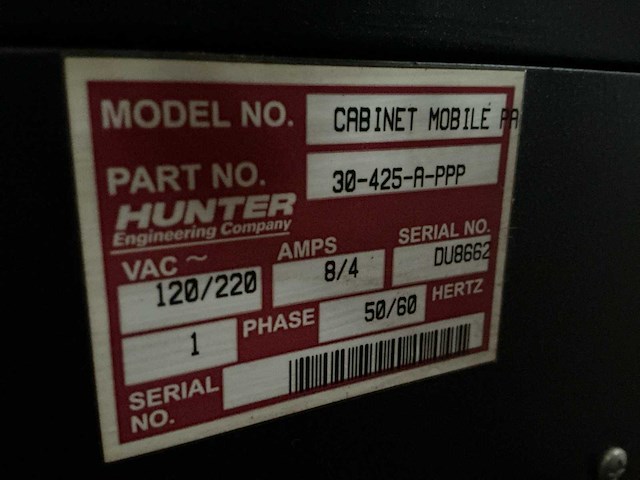 MODEL NO. CABINET MOBILE PA
PART NO. 30-425-A-PPP
HUNTER
Engineering Company
VAC ~ AMPS SERIAL NO.
120/220 8/4 DU8662
1 PHASE 50/60 HERTZ
SERIAL
NO.